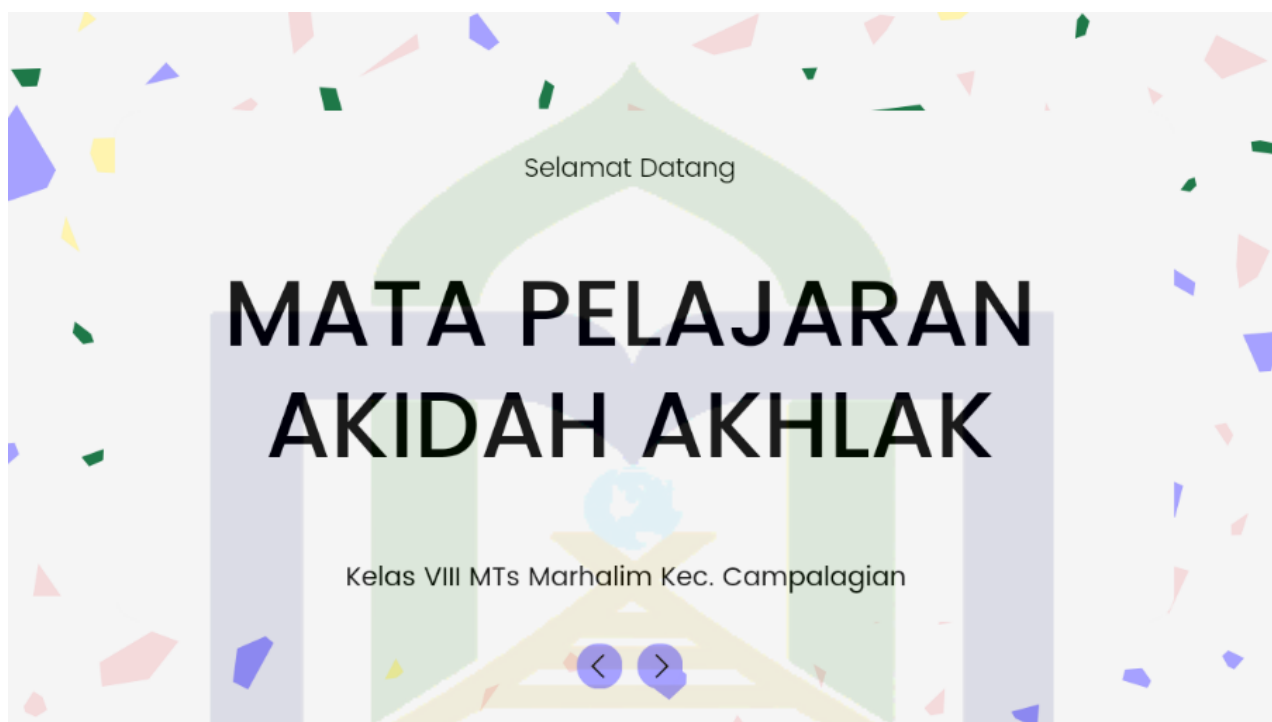 Selamat Datang
MATA PELAJARAN
AKIDAH AKHLAK
Kelas VIII MTs Marhalim Kec. Campalagian